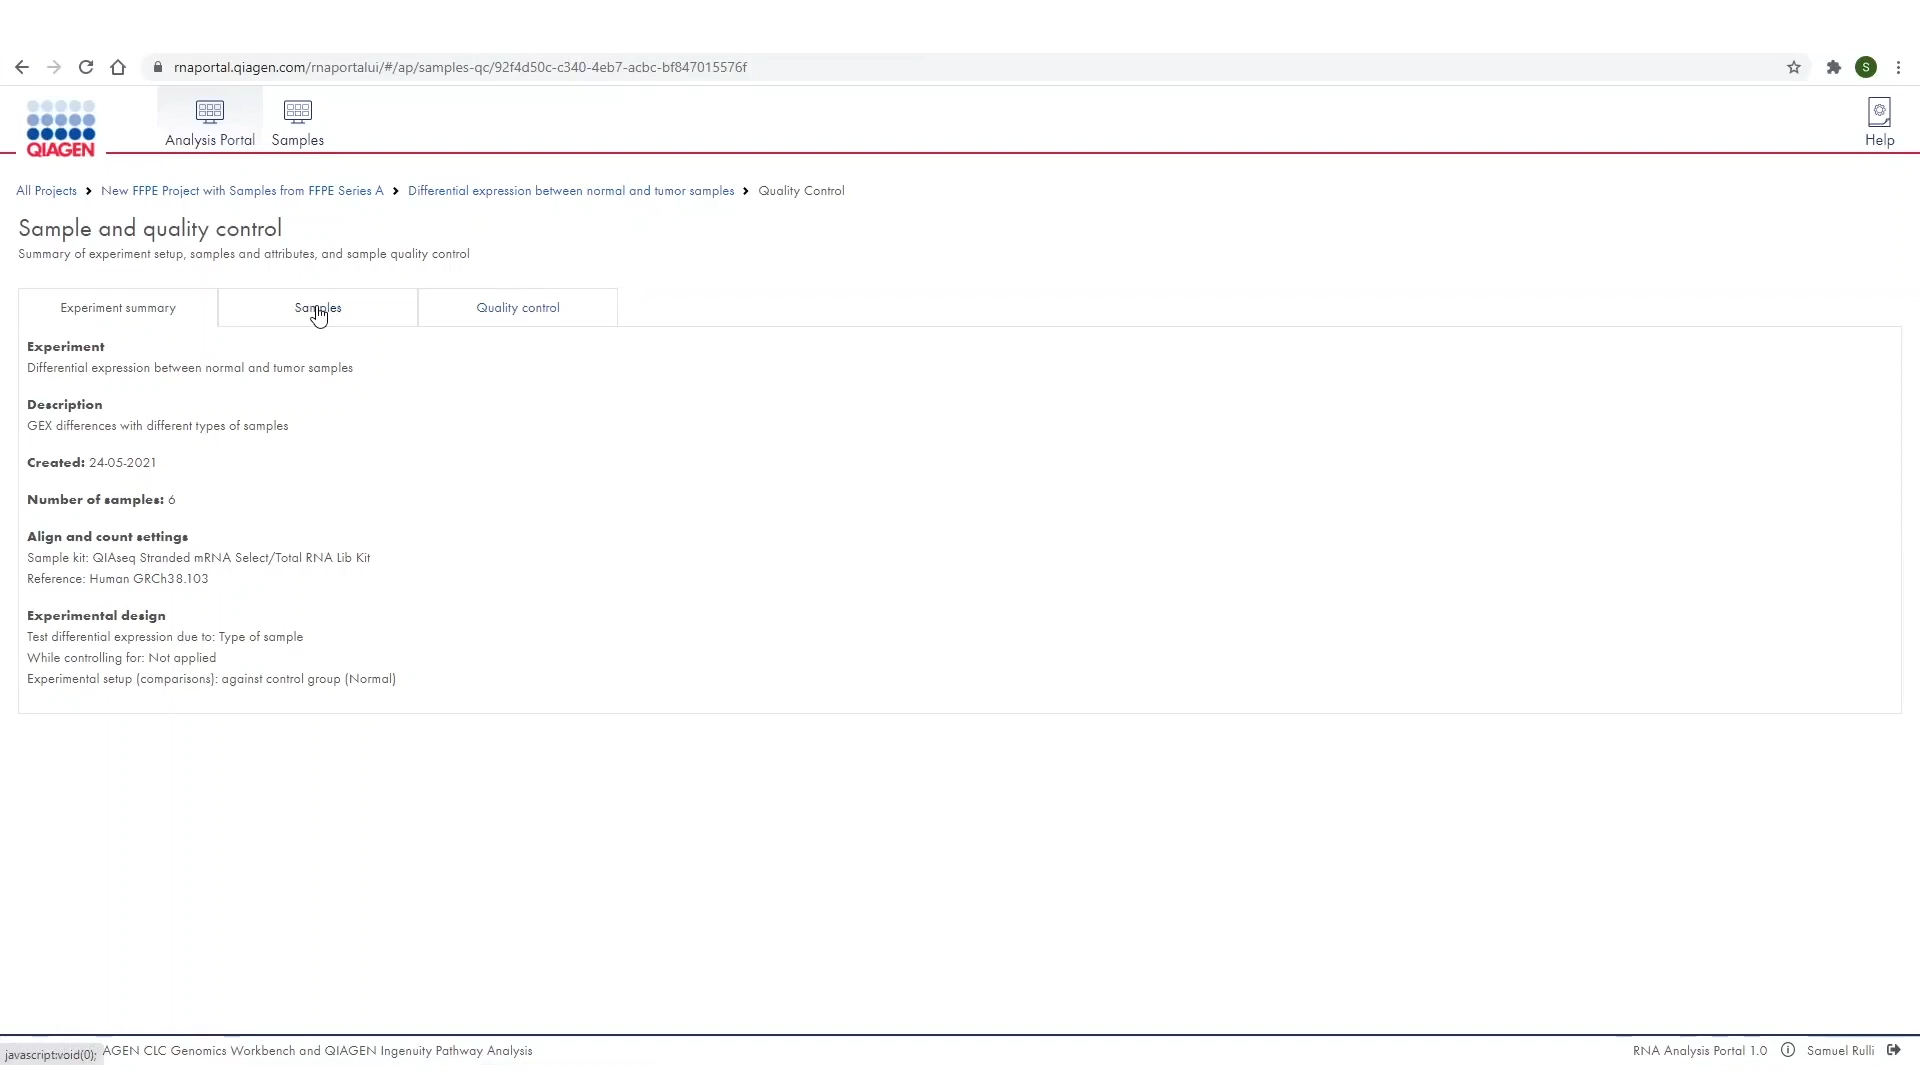 rnaportal.qiagen.com/rnaportalui/#/ap/samples-qc/92f4d50c-c340-4eb7-acbc-bf847015576f
S
QIAGEN
Analysis Portal
Samples
Help
All Projects > New FFPE Project with Samples from FFPE Series A > Differential expression between normal and tumor samples > Quality Control
Sample and quality control
Summary of experiment setup, samples and attributes, and sample quality control
Experiment summary
Samples
Quality control
Experiment
Differential expression between normal and tumor samples
Description
GEX differences with different types of samples
Created: 24-05-2021
Number of samples: 6
Align and count settings
Sample kit: QIAseq Stranded mRNA Select/Total RNA Lib Kit
Reference: Human GRCh38.103
Experimental design
Test differential expression due to: Type of sample
While controlling for: Not applied
Experimental setup (comparisons): against control group (Normal)
javascript:void(0);
AGEN CLC Genomics Workbench and QIAGEN Ingenuity Pathway Analysis
RNA Analysis Portal 1.0
Samuel Rulli